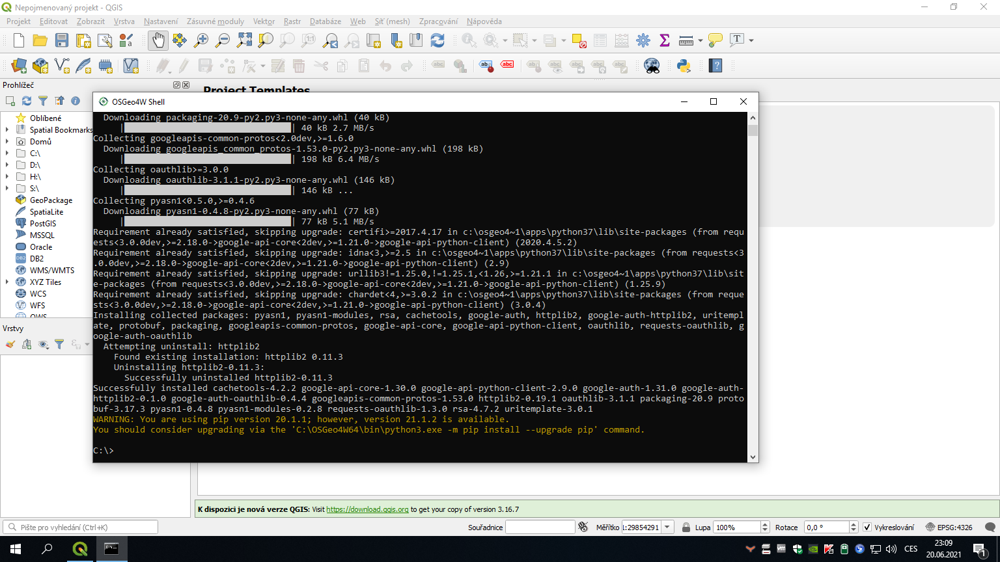 Nepojmenovaný projekt - QGIS
Projekt Editovat Zobrazit Vrstva Nastavení Zásuvné moduly Vektor Rastr Databáze Web Síť (mesh) Zpracování Nápověda
Prohlížeč
Project Templates
Oblíbené
Spatial Bookmarks
Domů
C:\
D:\
H:\
S:\
GeoPackage
SpatiaLite
PostGIS
MSSQL
Oracle
DB2
WMS/WMTS
XYZ Tiles
WCS
WFS
OWS
Vrstvy
OSGeo4W Shell
Downloading packaging-20.9-py2.py3-none-any.whl (40 kB)
| | 40 kB 2.7 MB/s
Collecting googleapis-common-protos<2.0dev,>=1.6.0
Downloading googleapis_common_protos-1.53.0-py2.py3-none-any.whl (198 kB)
| | 198 kB 6.4 MB/s
Collecting oauthlib>=3.0.0
Downloading oauthlib-3.1.1-py2.py3-none-any.whl (146 kB)
| | 146 kB ...
Collecting pyasn1<0.5.0,>=0.4.6
Downloading pyasn1-0.4.8-py2.py3-none-any.whl (77 kB)
| | 77 kB 5.1 MB/s
Requirement already satisfied, skipping upgrade: certifi>=2017.4.17 in c:\osgeo4~1\apps\python37\lib\site-packages (from requ
ests<3.0.0dev,>=2.18.0->google-api-core<2dev,>=1.21.0->google-api-python-client) (2020.4.5.2)
Requirement already satisfied, skipping upgrade: idna<3,>=2.5 in c:\osgeo4~1\apps\python37\lib\site-packages (from requests<3
.0.0dev,>=2.18.0->google-api-core<2dev,>=1.21.0->google-api-python-client) (2.9)
Requirement already satisfied, skipping upgrade: urllib3!=1.25.0,!=1.25.1,<1.26,>=1.21.1 in c:\osgeo4~1\apps\python37\lib\sit
e-packages (from requests<3.0.0dev,>=2.18.0->google-api-core<2dev,>=1.21.0->google-api-python-client) (1.25.9)
Requirement already satisfied, skipping upgrade: chardet<4,>=3.0.2 in c:\osgeo4~1\apps\python37\lib\site-packages (from reque
sts<3.0.0dev,>=2.18.0->google-api-core<2dev,>=1.21.0->google-api-python-client) (3.0.4)
Installing collected packages: pyasn1, pyasn1-modules, rsa, cachetools, google-auth, httplib2, google-auth-httplib2, uritempl
ate, protobuf, packaging, googleapis-common-protos, google-api-core, google-api-python-client, oauthlib, requests-oauthlib, g
oogle-auth-oauthlib
Attempting uninstall: httplib2
Found existing installation: httplib2 0.11.3
Uninstalling httplib2-0.11.3:
Successfully uninstalled httplib2-0.11.3
Successfully installed cachetools-4.2.2 google-api-core-1.30.0 google-api-python-client-2.9.0 google-auth-1.31.0 google-auth-
httplib2-0.1.0 google-auth-oauthlib-0.4.4 googleapis-common-protos-1.53.0 httplib2-0.19.1 oauthlib-3.1.1 packaging-20.9 proto
buf-3.17.3 pyasn1-0.4.8 pyasn1-modules-0.2.8 requests-oauthlib-1.3.0 rsa-4.7.2 uritemplate-3.0.1
WARNING: You are using pip version 20.1.1; however, version 21.1.2 is available.
You should consider upgrading via the 'C:\OSGeo4W64\bin\python3.exe -m pip install --upgrade pip' command.
C:\>
K dispozici je nová verze QGIS: Visit https://download.qgis.org to get your copy of version 3.16.7
Pište pro vyhledání (Ctrl+K)
Souřadnice Měřítko 1:29854291 Lupa 100% Rotace 0,0 ° Vykreslování EPSG:4326
CES
23:09
20.06.2021
1